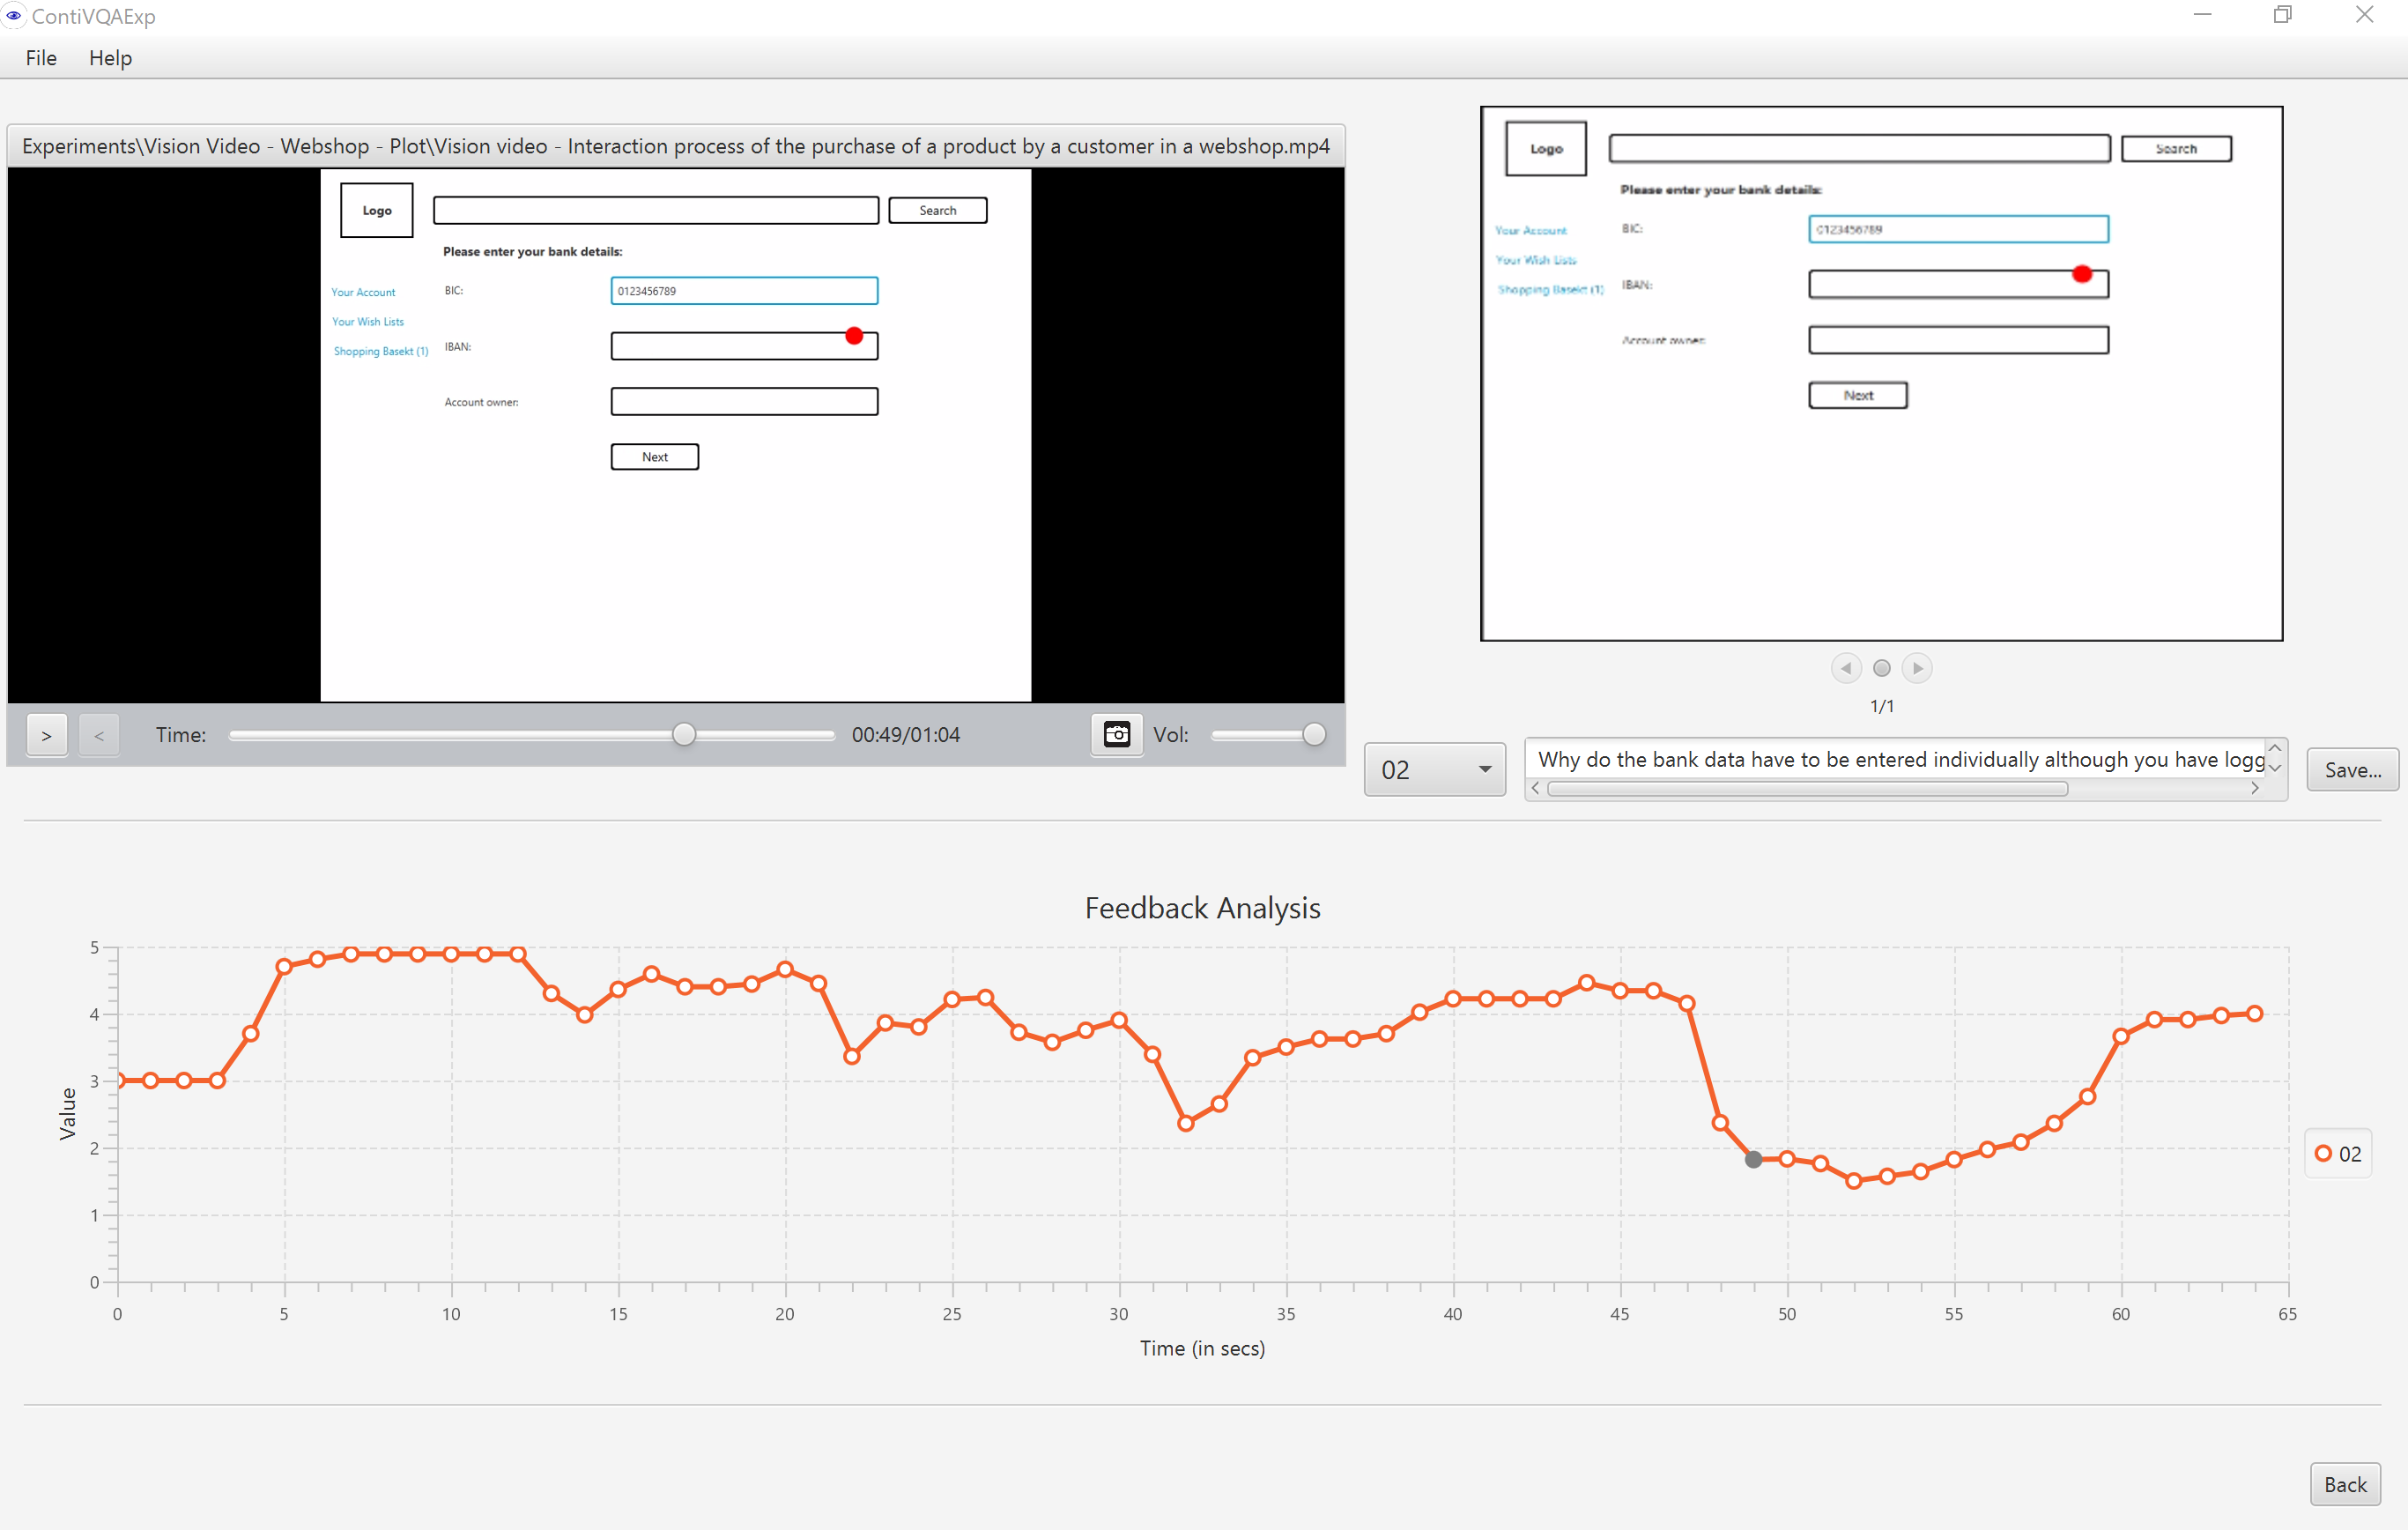 ContiVQAExp
File Help
Experiments\Vision Video - Webshop - Plot\Vision video - Interaction process of the purchase of a product by a customer in a webshop.mp4
Logo
Search
Please enter your bank details:
Your Account
BIC:
0123456789
Your Wish Lists
IBAN:
Shopping Basekt (1)
Account owner:
Next
> < Time: 00:49/01:04 Vol:
Logo
Search
Please enter your bank details:
Your Account
BIC:
0123456789
Your Wish Lists
IBAN:
Shopping Basekt (1)
Account owner:
Next
1/1
02
Why do the bank data have to be entered individually although you have logg
Save...
Feedback Analysis
5
4
3
2
1
0
Value
0 5 10 15 20 25 30 35 40 45 50 55 60 65
Time (in secs)
02
Back